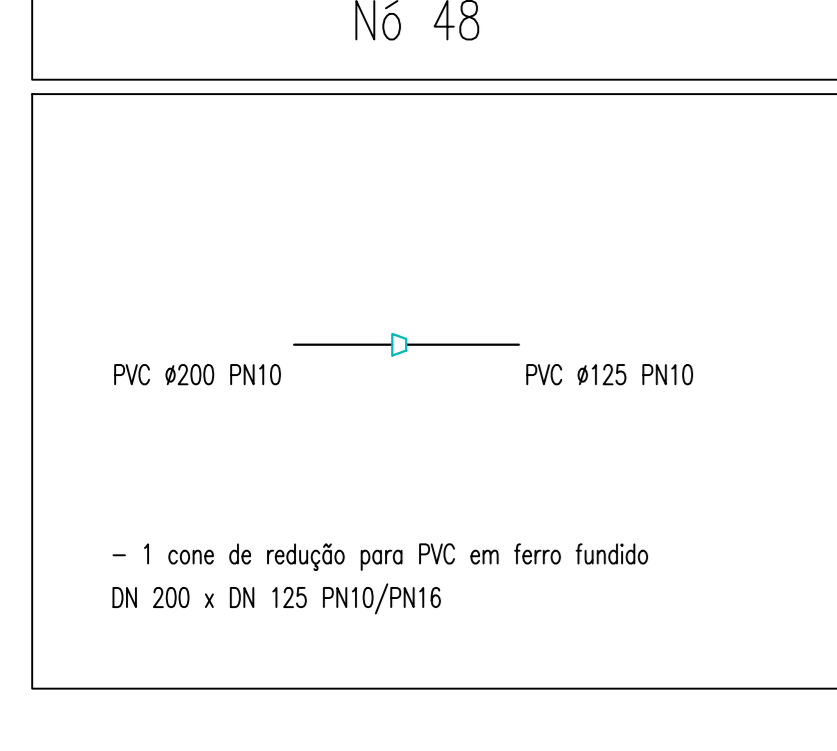 Nó 48
PVC ø200 PN10
PVC ø125 PN10
– 1 cone de redução para PVC em ferro fundido
DN 200 x DN 125 PN10/PN16